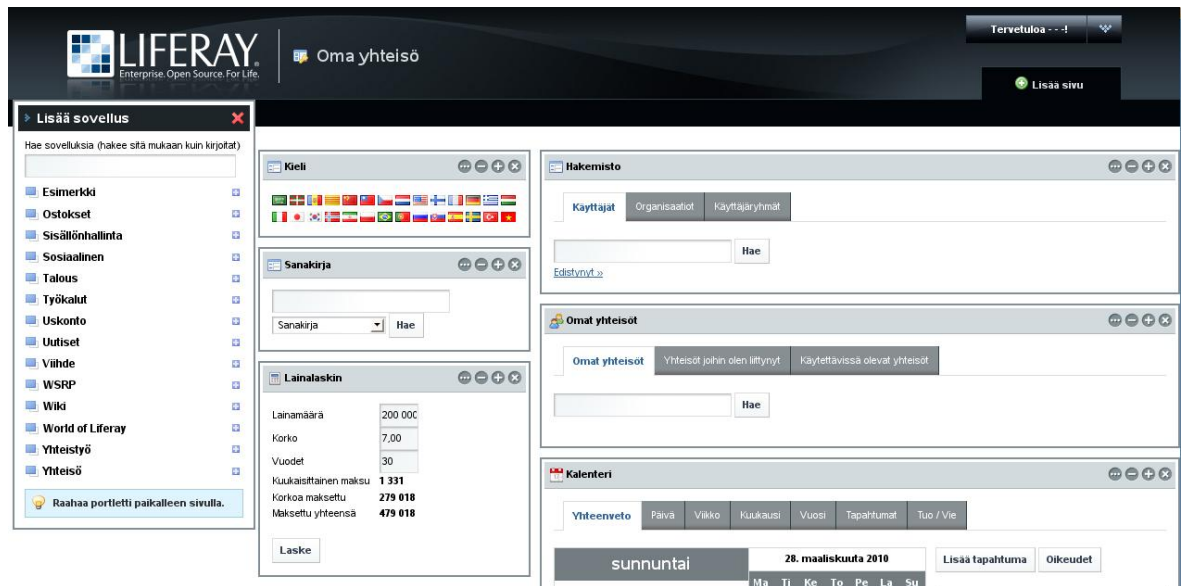 LIFERAY.
Enterprise. Open Source. For Life.
Oma yhteisö
Tervetuloa - - -!
Lisää sivu
Lisää sovellus
Hae sovelluksia (hakee sitä mukaan kuin kirjoitat)
Esimerkki
Ostokset
Sisällönhallinta
Sosiaalinen
Talous
Työkalut
Uskonto
Uutiset
Viihde
WSRP
Wiki
World of Liferay
Yhteistyö
Yhteisö
Raahaa portletti paikalleen sivulla.
Kieli
Sanakirja
Sanakirja Hae
Lainalaskin
Lainamäärä 200 000
Korko 7,00
Vuodet 30
Kuukaisittainen maksu 1 331
Korkoa maksettu 279 018
Maksettu yhteensä 479 018
Laske
Hakemisto
Käyttäjät Organisaatiot Käyttäjäryhmät
Hae
Edistynyt »
Omat yhteisöt
Omat yhteisöt Yhteisöt joihin olen liittynyt Käytettävissä olevat yhteisöt
Hae
Kalenteri
Yhteenveto Päivä Viikko Kuukausi Vuosi Tapahtumat Tuo / Vie
sunnuntai 28. maaliskuuta 2010 Lisää tapahtuma Oikeudet
Ma Ti Ke To Pe La Su